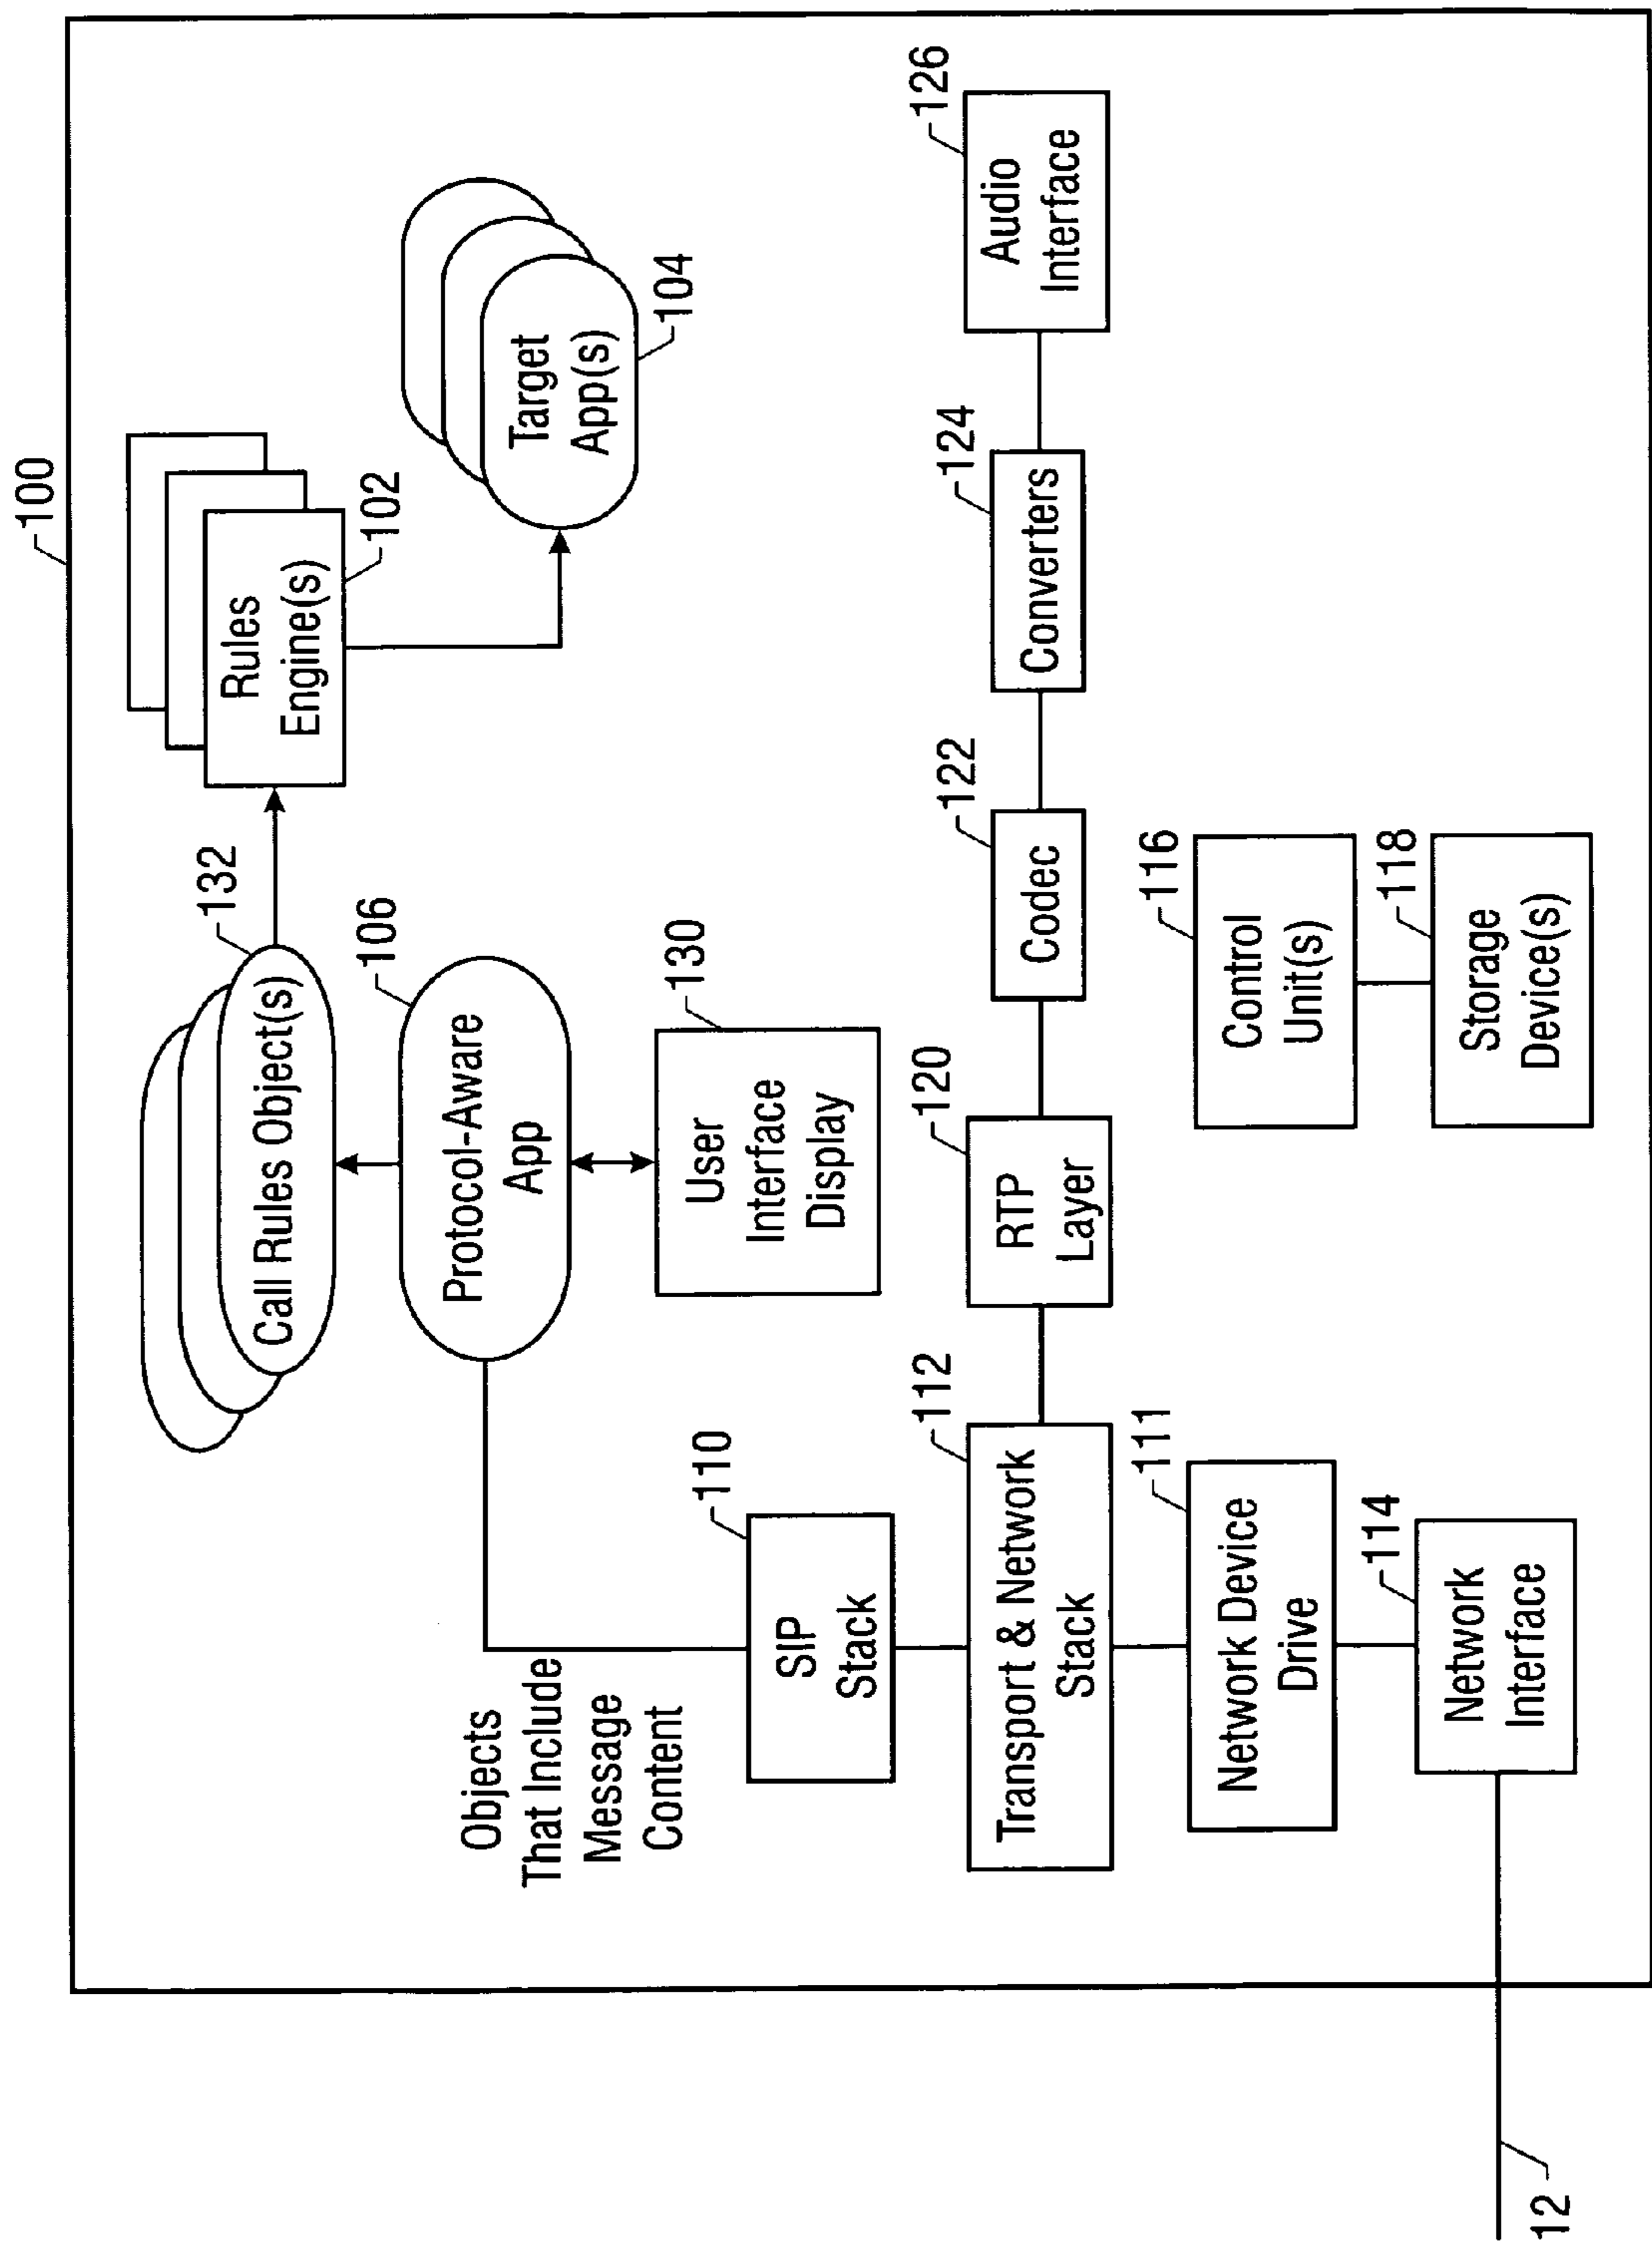 100
132
Call Rules Object(s)
Rules
Engine(s)
102
106
Protocol-Aware
App
Target
App(s)
104
Objects
That Include
Message
Content
130
User
Interface
Display
110
SIP
Stack
112
Transport & Network
Stack
120
RTP
Layer
122
Codec
124
Converters
126
Audio
Interface
111
Network Device
Drive
116
Control
Unit(s)
114
Network
Interface
118
Storage
Device(s)
12